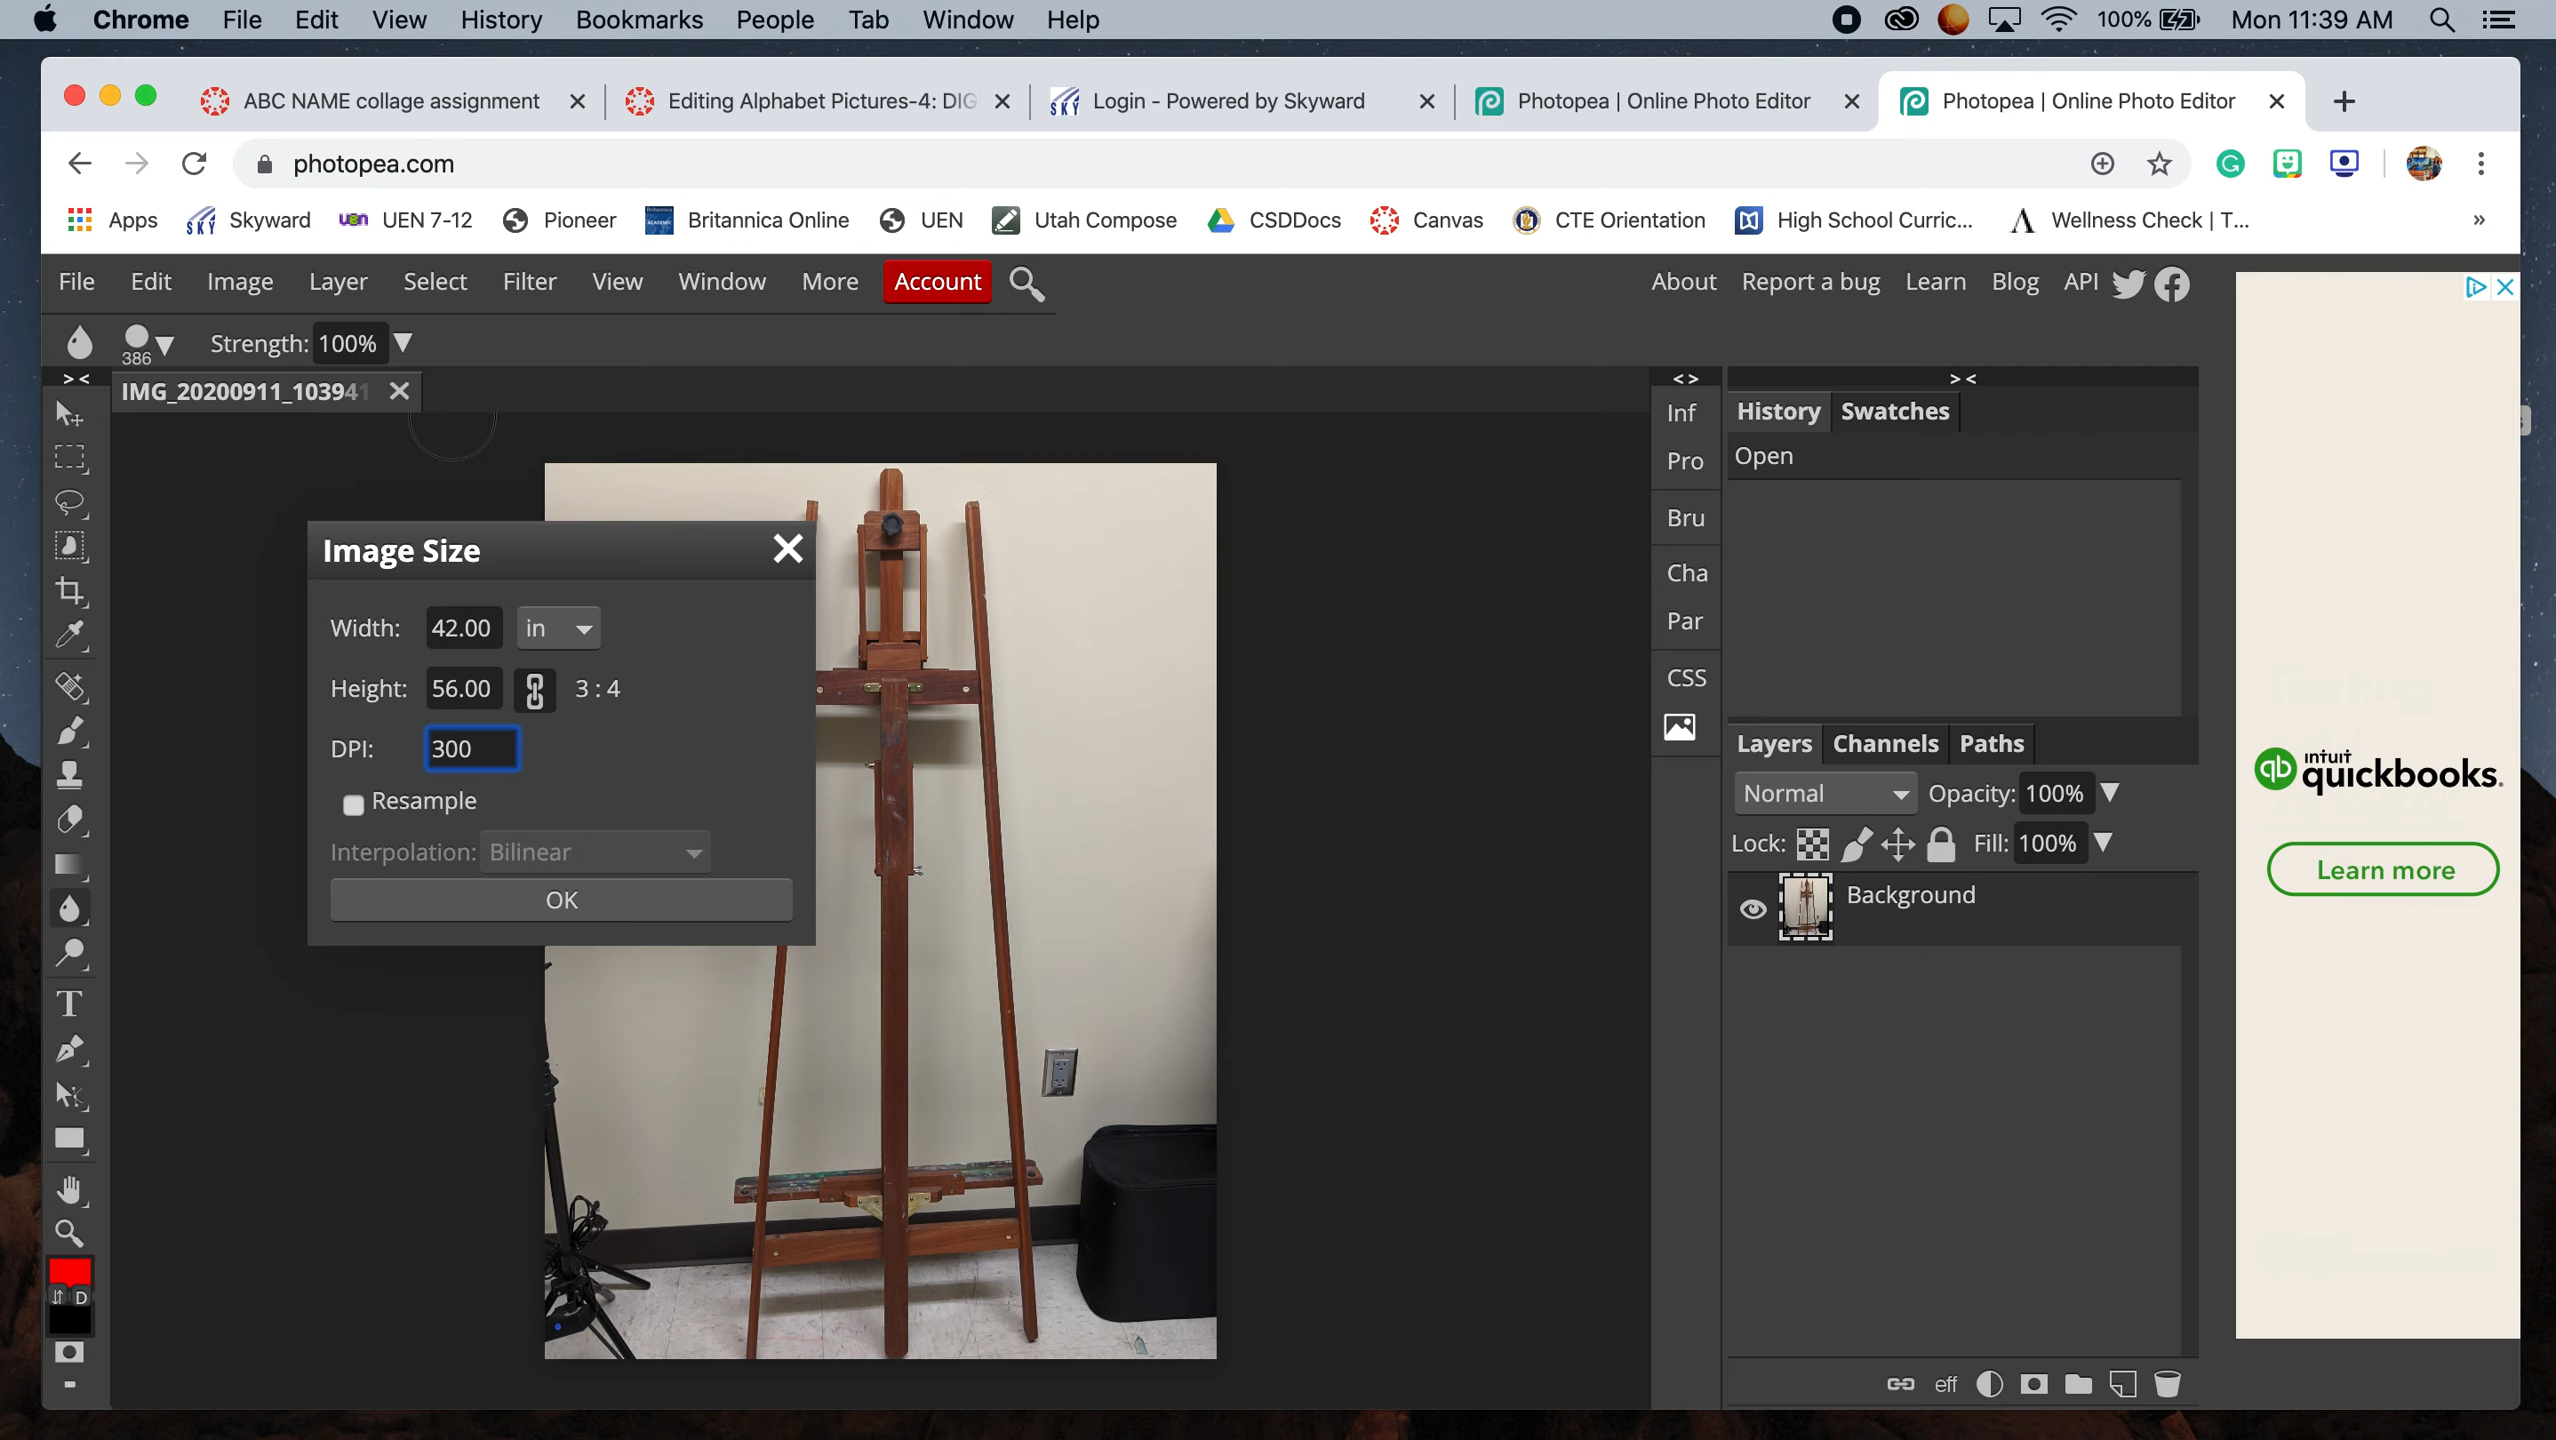 Chrome File Edit View History Bookmarks People Tab Window Help 100% Mon 11:39 AM
ABC NAME collage assignment Editing Alphabet Pictures-4: DIG Login - Powered by Skyward Photopea | Online Photo Editor Photopea | Online Photo Editor
photopea.com
Apps Skyward UEN 7-12 Pioneer Britannica Online UEN Utah Compose CSDDocs Canvas CTE Orientation High School Curric... Wellness Check | T... »
File Edit Image Layer Select Filter View Window More Account About Report a bug Learn Blog API
386 Strength: 100%
> < < > > <
IMG_20200911_103941
Inf History Swatches
Pro Open
Bru
Image Size
Cha
Width: 42.00 in
Par
Height: 56.00 3 : 4
CSS
DPI: 300
Layers Channels Paths
intuit quickbooks.
Resample
Normal Opacity: 100%
Interpolation: Bilinear
Lock: Fill: 100%
Learn more
OK
Background
T
D
eff